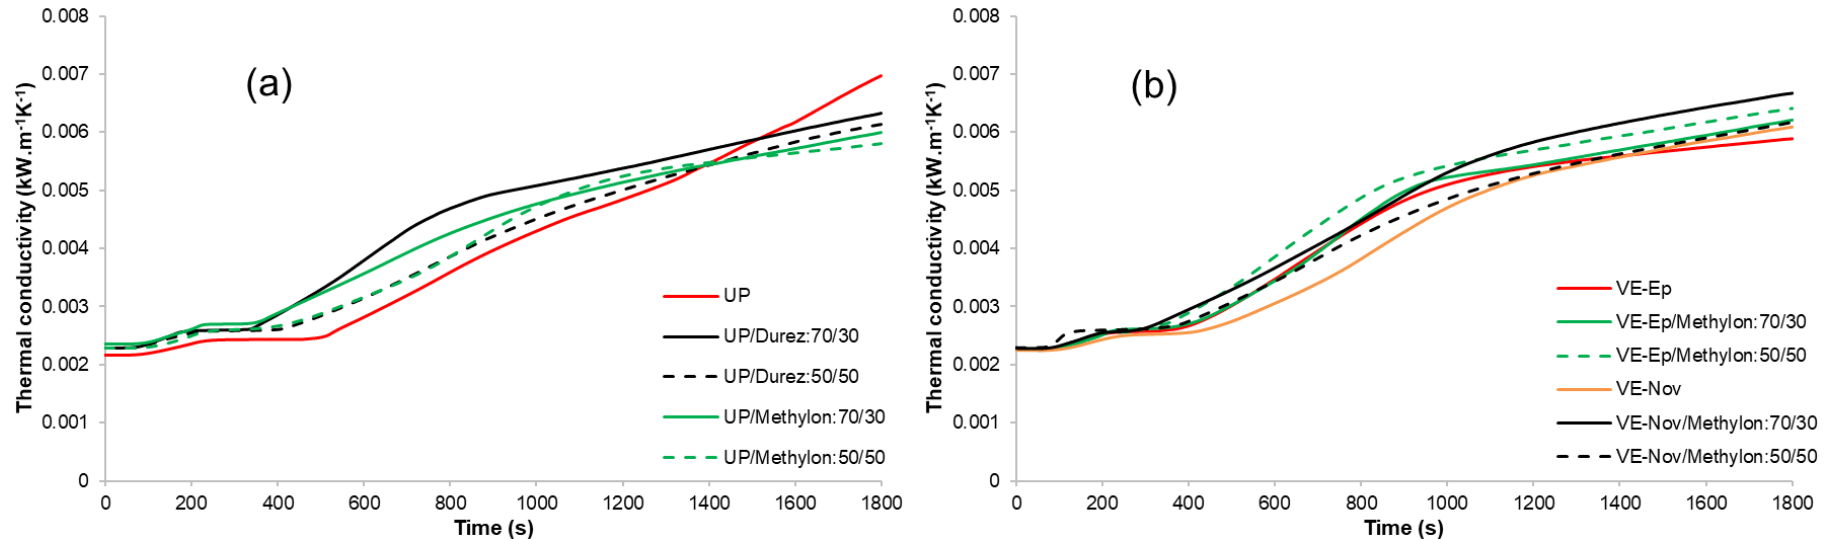 (a)
Thermal conductivity (kW.m⁻¹K⁻¹)
0.008
0.007
0.006
0.005
0.004
0.003
0.002
0.001
0
0 200 400 600 800 1000 1200 1400 1600 1800
Time (s)
UP
UP/Durez:70/30
UP/Durez:50/50
UP/Methylon:70/30
UP/Methylon:50/50
(b)
Thermal conductivity (kW.m⁻¹K⁻¹)
0.008
0.007
0.006
0.005
0.004
0.003
0.002
0.001
0
0 200 400 600 800 1000 1200 1400 1600 1800
Time (s)
VE-Ep
VE-Ep/Methylon:70/30
VE-Ep/Methylon:50/50
VE-Nov
VE-Nov/Methylon:70/30
VE-Nov/Methylon:50/50